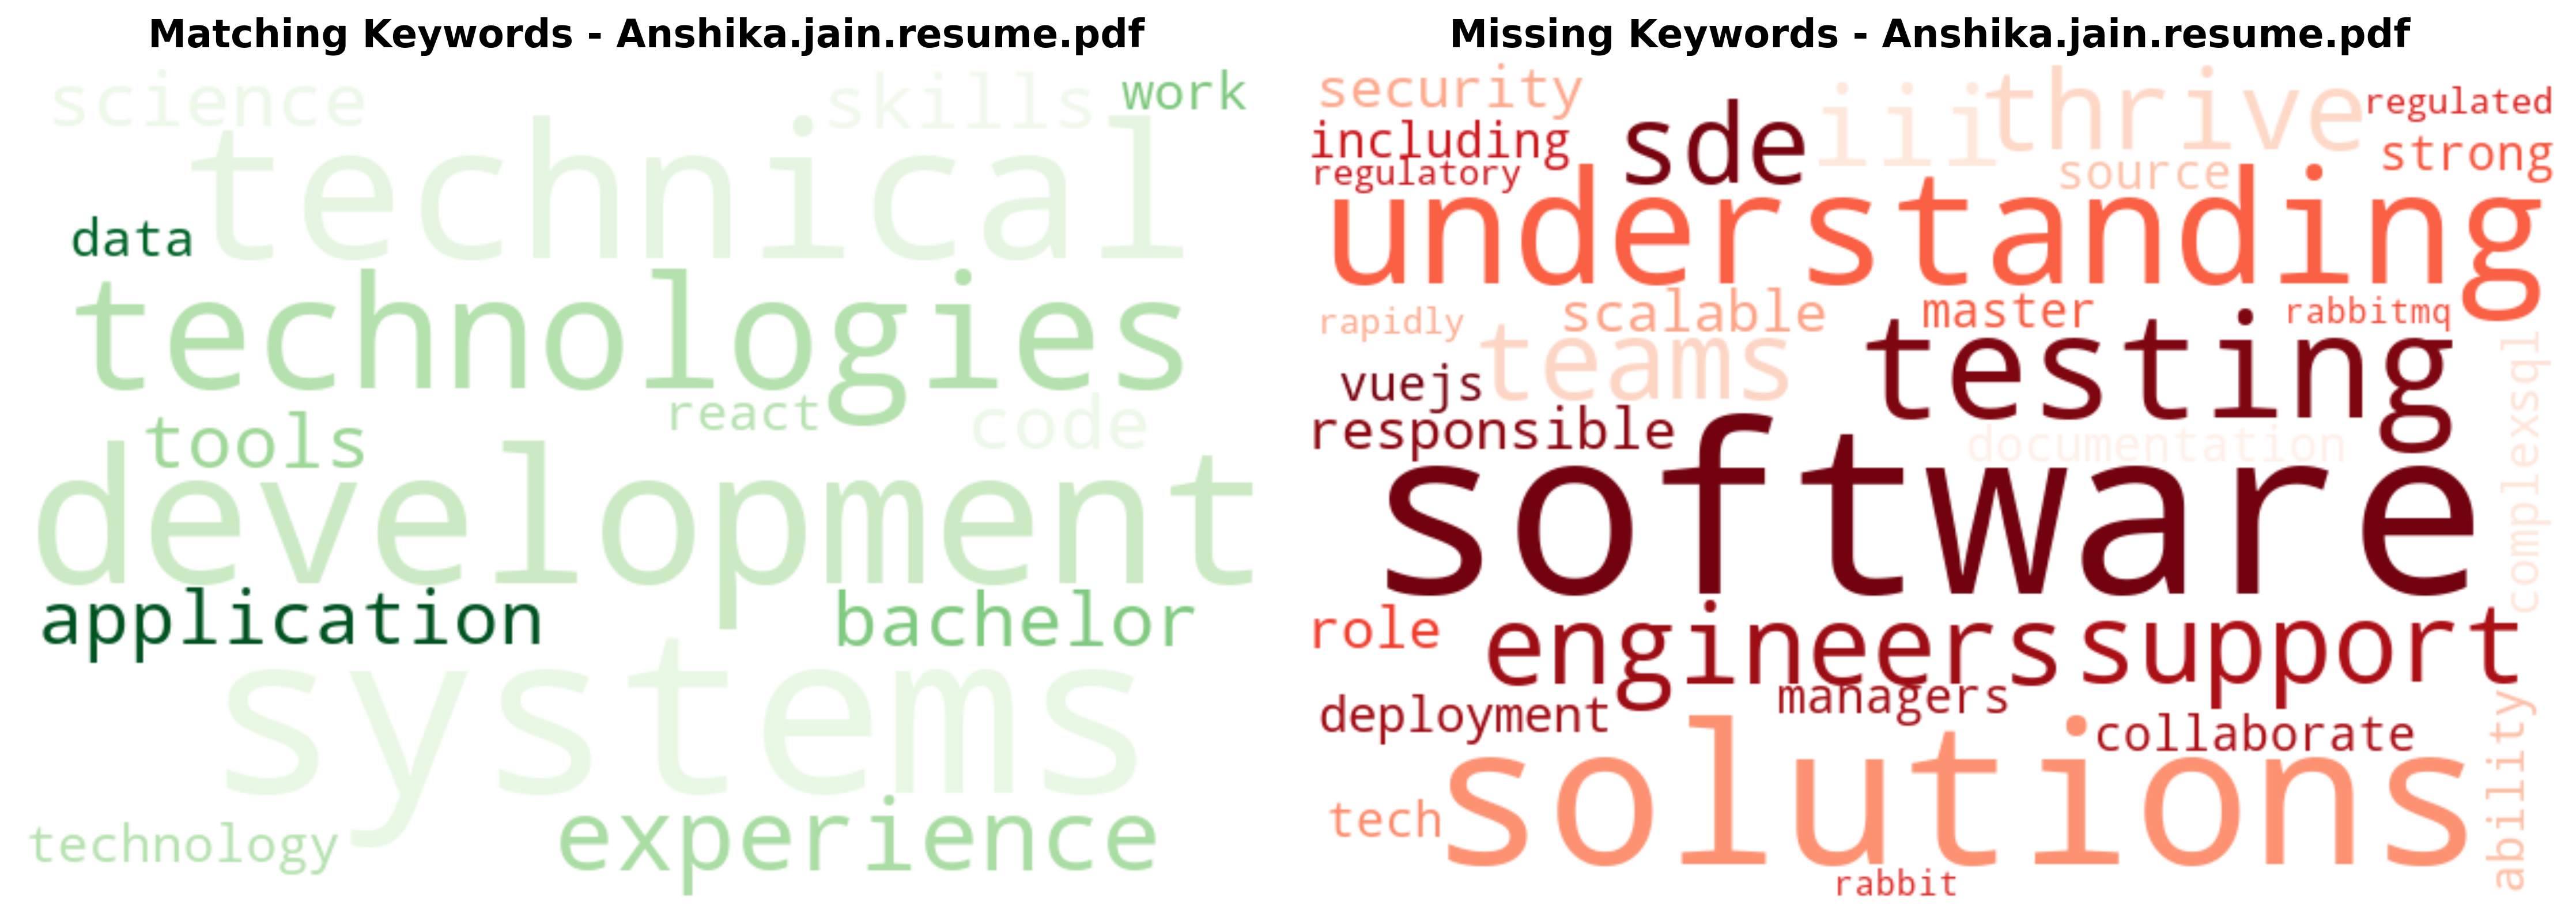 Matching Keywords - Anshika.jain.resume.pdf
science
skills
work
technical
data
technologies
tools
react
code
development
application
bachelor
systems
technology
experience
Missing Keywords - Anshika.jain.resume.pdf
security
sde
iii
thrive
regulated
including
regulatory
source
strong
understanding
rapidly
scalable
master
rabbitmq
teams
testing
vuejs
responsible
documentation
complexsql
software
role
engineers
support
managers
deployment
collaborate
solutions
tech
ability
rabbit